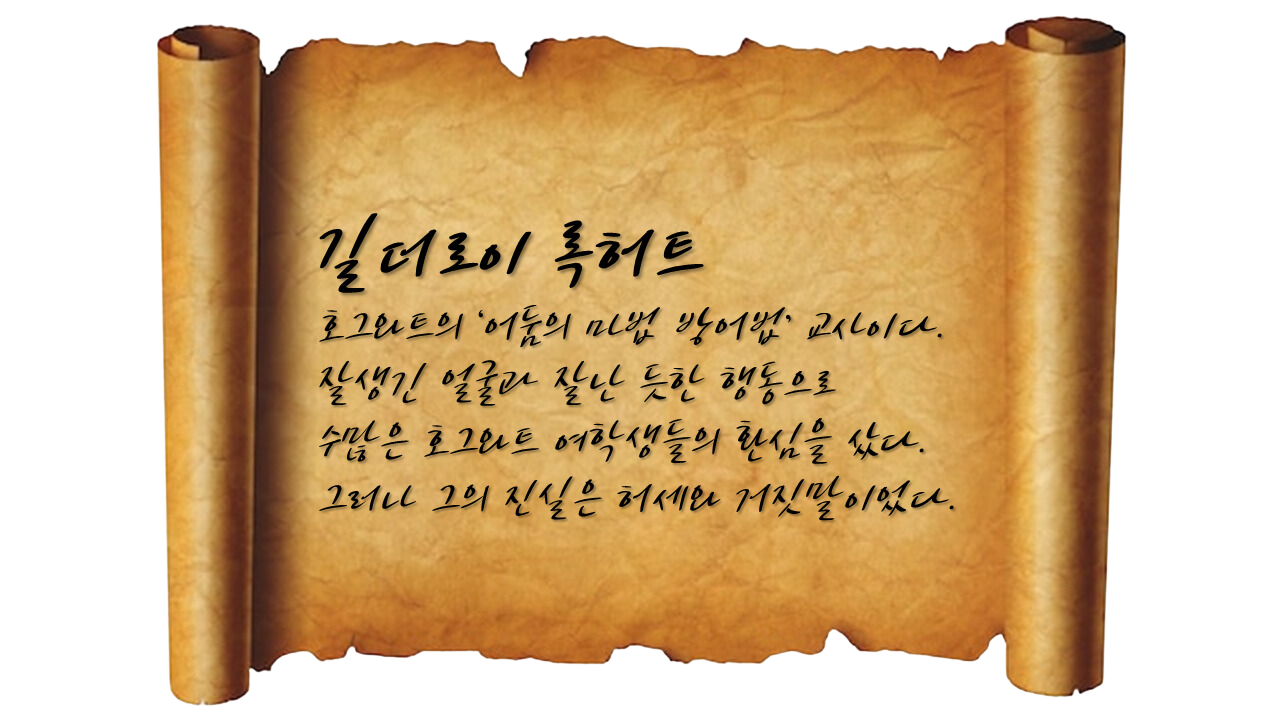 길더로이 록허트
호그와트의 '어둠의 마법 방어법' 교사이다.
잘생긴 얼굴과 잘난 듯한 행동으로
수많은 호그와트 여학생들의 환심을 샀다.
그러나 그의 진실은 허세와 거짓말이었다.